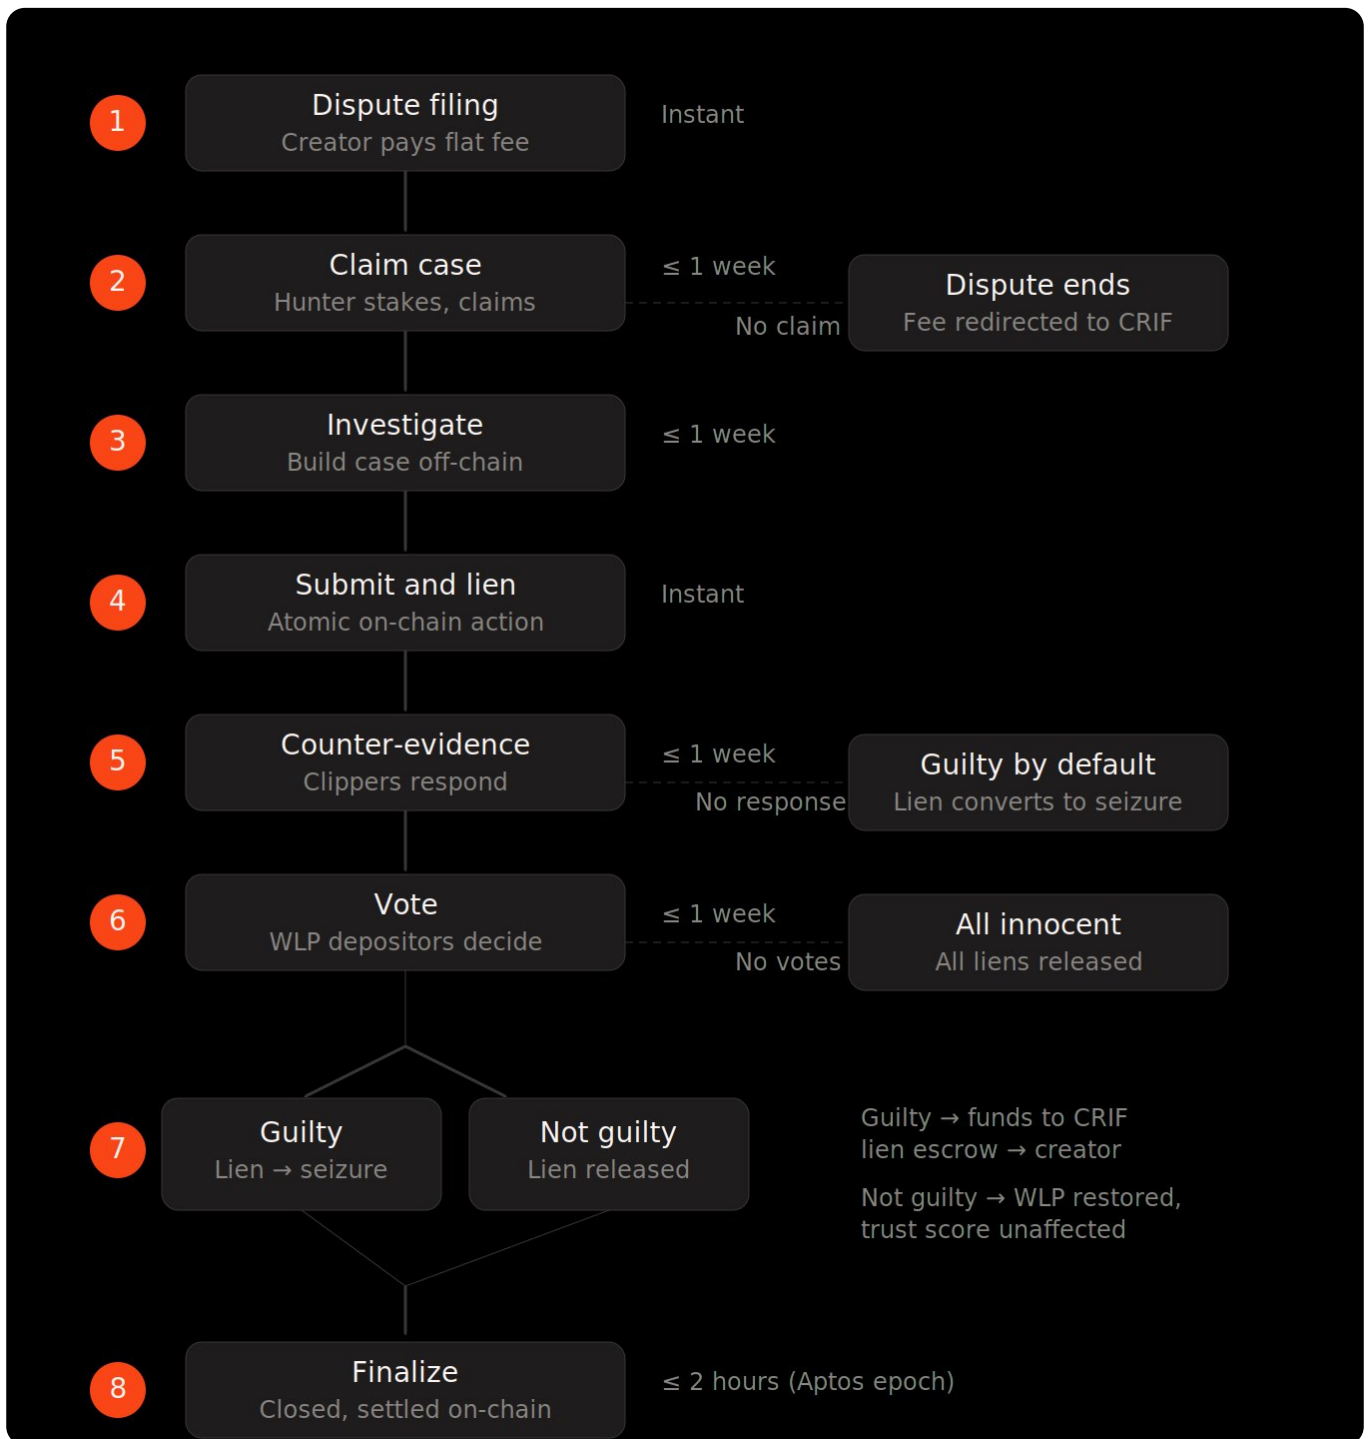 1
Dispute filing
Creator pays flat fee
Instant
2
Claim case
Hunter stakes, claims
≤ 1 week
No claim
Dispute ends
Fee redirected to CRIF
3
Investigate
Build case off-chain
≤ 1 week
4
Submit and lien
Atomic on-chain action
Instant
5
Counter-evidence
Clippers respond
≤ 1 week
No response
Guilty by default
Lien converts to seizure
6
Vote
WLP depositors decide
≤ 1 week
No votes
All innocent
All liens released
7
Guilty
Lien → seizure
Not guilty
Lien released
Guilty → funds to CRIF
lien escrow → creator
Not guilty → WLP restored,
trust score unaffected
8
Finalize
Closed, settled on-chain
≤ 2 hours (Aptos epoch)